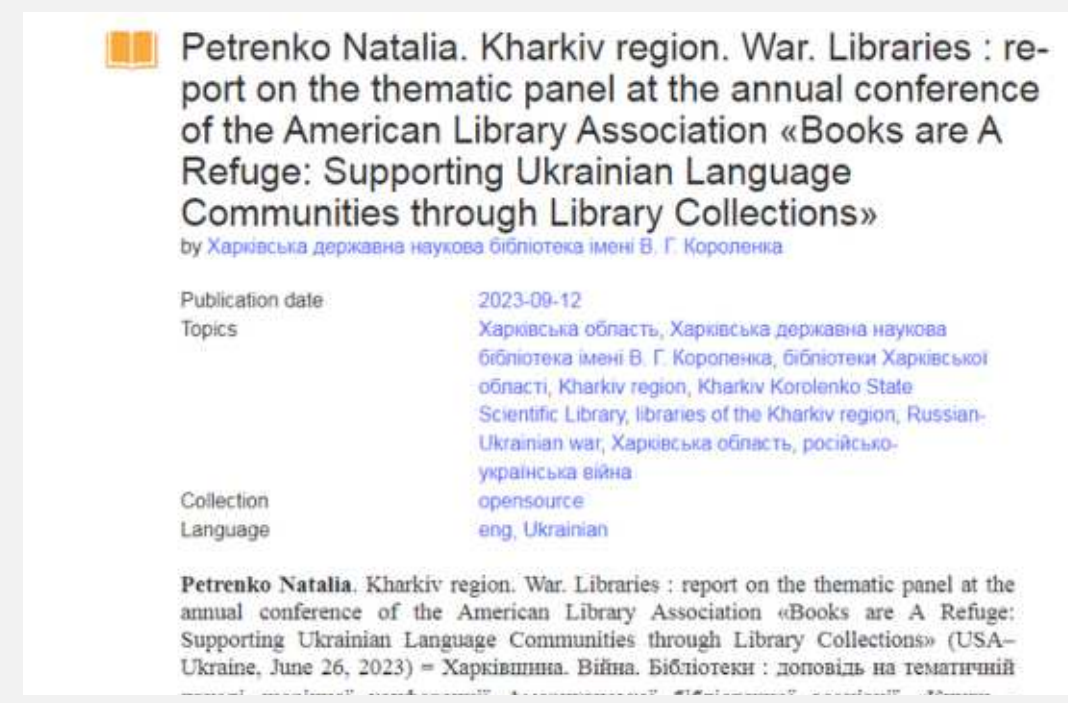 Petrenko Natalia. Kharkiv region. War. Libraries : re-
port on the thematic panel at the annual conference
of the American Library Association «Books are A
Refuge: Supporting Ukrainian Language
Communities through Library Collections»
by Харківська державна наукова бібліотека імені В. Г. Короленка
Publication date 2023-09-12
Topics Харківська область, Харківська державна наукова
бібліотека імені В. Г. Короленка, бібліотеки Харківської
області, Kharkiv region, Kharkiv Korolenko State
Scientific Library, libraries of the Kharkiv region, Russian-
Ukrainian war, Харківська область, російсько-
українська війна
Collection opensource
Language eng, Ukrainian
Petrenko Natalia. Kharkiv region. War. Libraries : report on the thematic panel at the
annual conference of the American Library Association «Books are A Refuge:
Supporting Ukrainian Language Communities through Library Collections» (USA–
Ukraine, June 26, 2023) = Харківщина. Війна. Бібліотеки : доповідь на тематичній